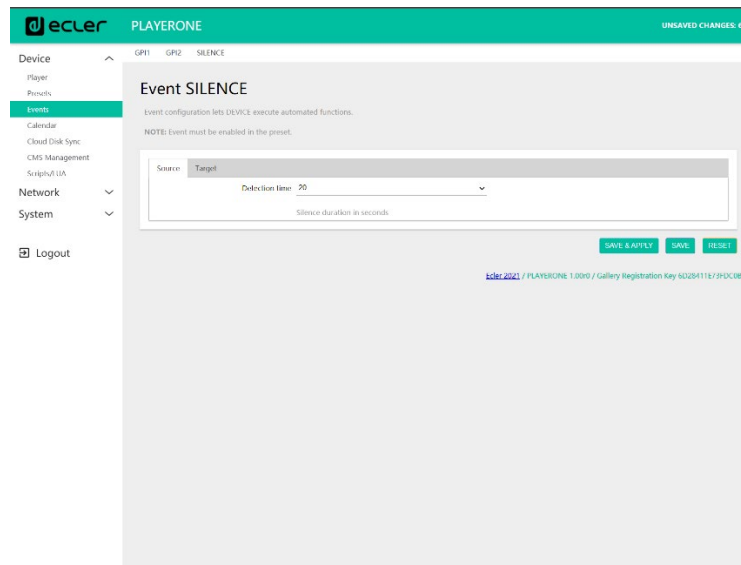 ecler
PLAYERONE
UNSAVED CHANGES: 6
Device
GPI1 GPI2 SILENCE
Player
Presets
Events
Calendar
Cloud Disk Sync
CMS Management
Scripts/LUA
Network
System
Logout
Event SILENCE
Event configuration lets DEVICE execute automated functions.
NOTE: Event must be enabled in the preset.
Source Target
Detection time 20
Silence duration in seconds
SAVE & APPLY SAVE RESET
Ecler 2021 / PLAYERONE 1.00r0 / Gallery Registration Key